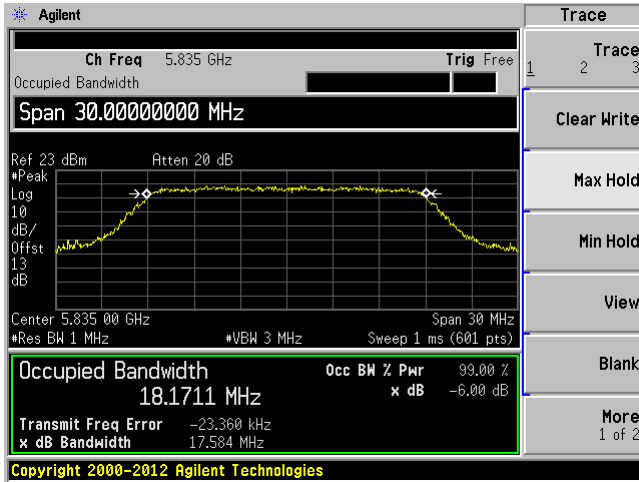 Agilent
Trace
Ch Freq 5.835 GHz Trig Free
Occupied Bandwidth
Span 30.00000000 MHz
Ref 23 dBm Atten 20 dB
#Peak
Log
10
dB/
Offst
13
dB
Center 5.835 00 GHz Span 30 MHz
#Res BW 1 MHz #VBW 3 MHz Sweep 1 ms (601 pts)
Occupied Bandwidth
18.1711 MHz
Occ BW % Pwr 99.00 %
x dB -6.00 dB
Transmit Freq Error -23.360 kHz
x dB Bandwidth 17.584 MHz
Copyright 2000-2012 Agilent Technologies
Trace
1 2 3
Clear Write
Max Hold
Min Hold
View
Blank
More
1 of 2